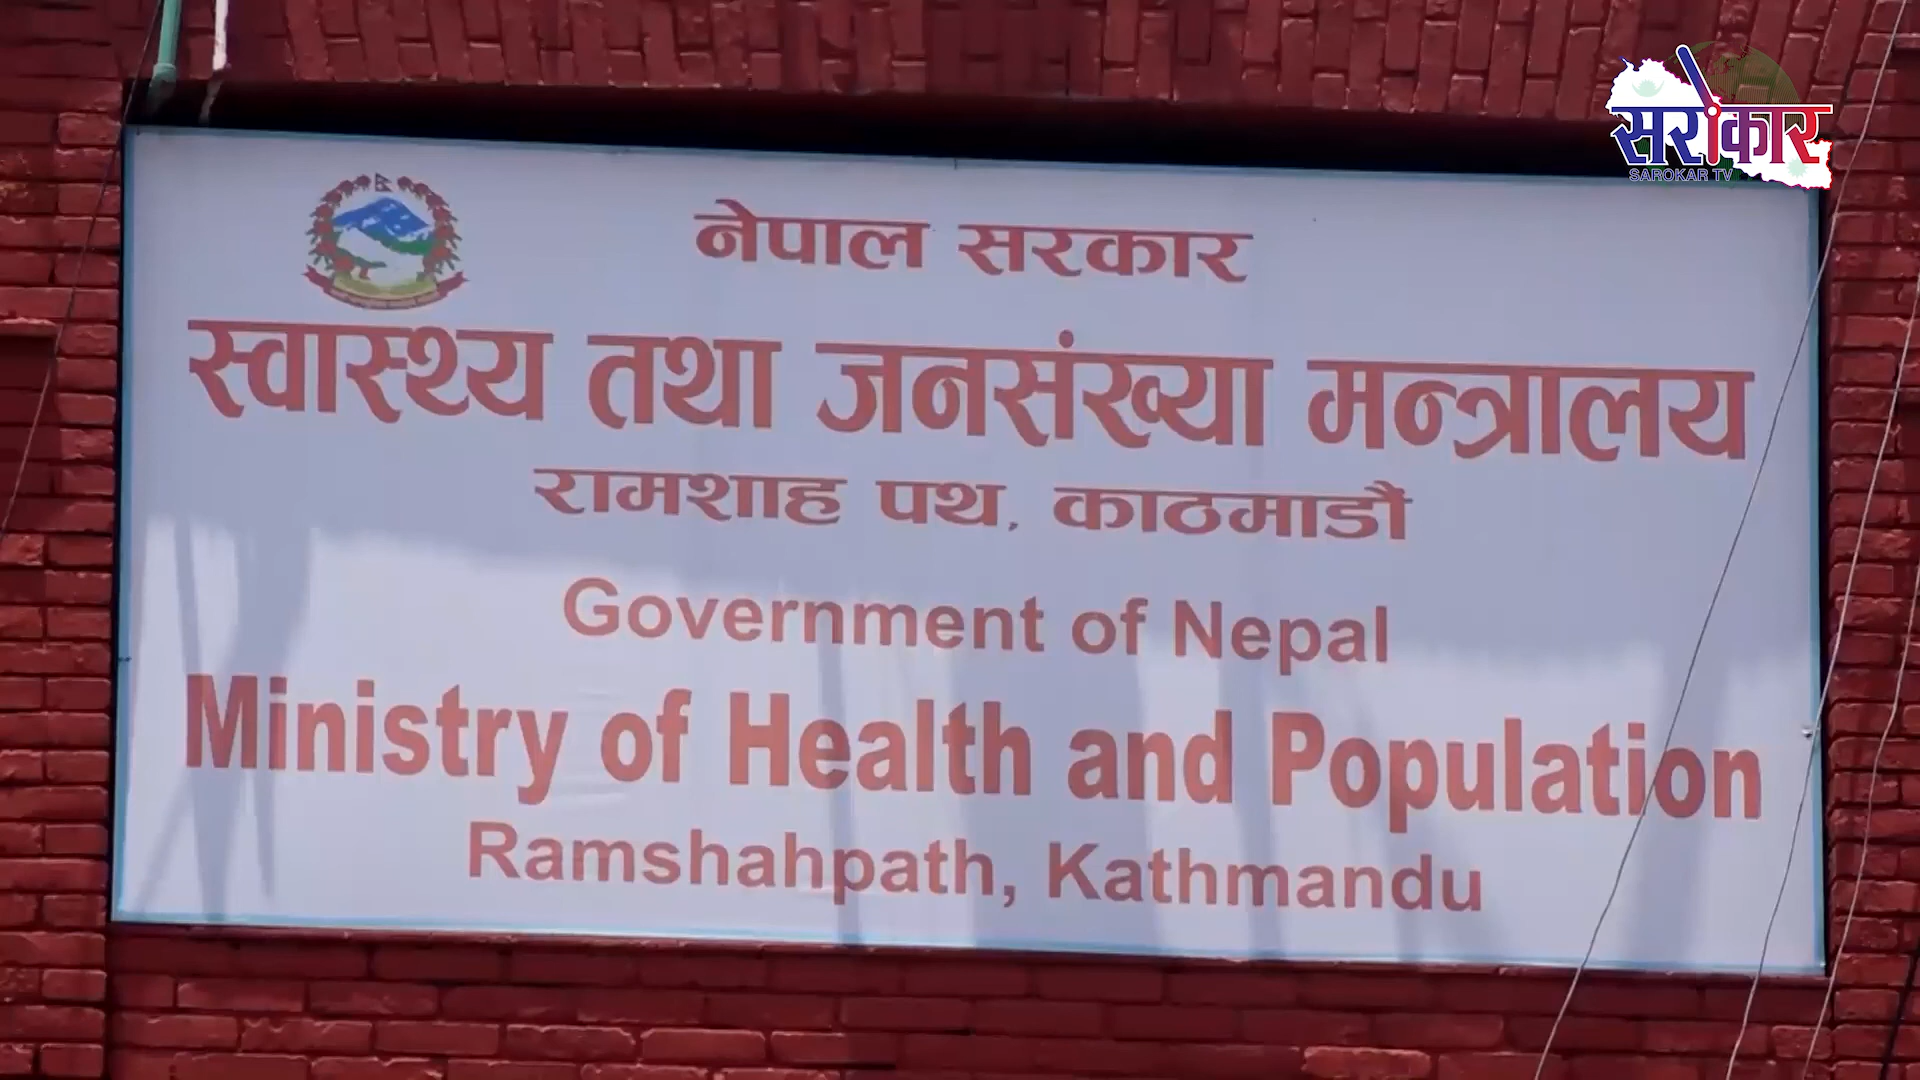 सरोकार
SAROKAR TV
नेपाल सरकार
स्वास्थ्य तथा जनसंख्या मन्त्रालय
रामशाह पथ, काठमाडौं
Government of Nepal
Ministry of Health and Population
Ramshahpath, Kathmandu